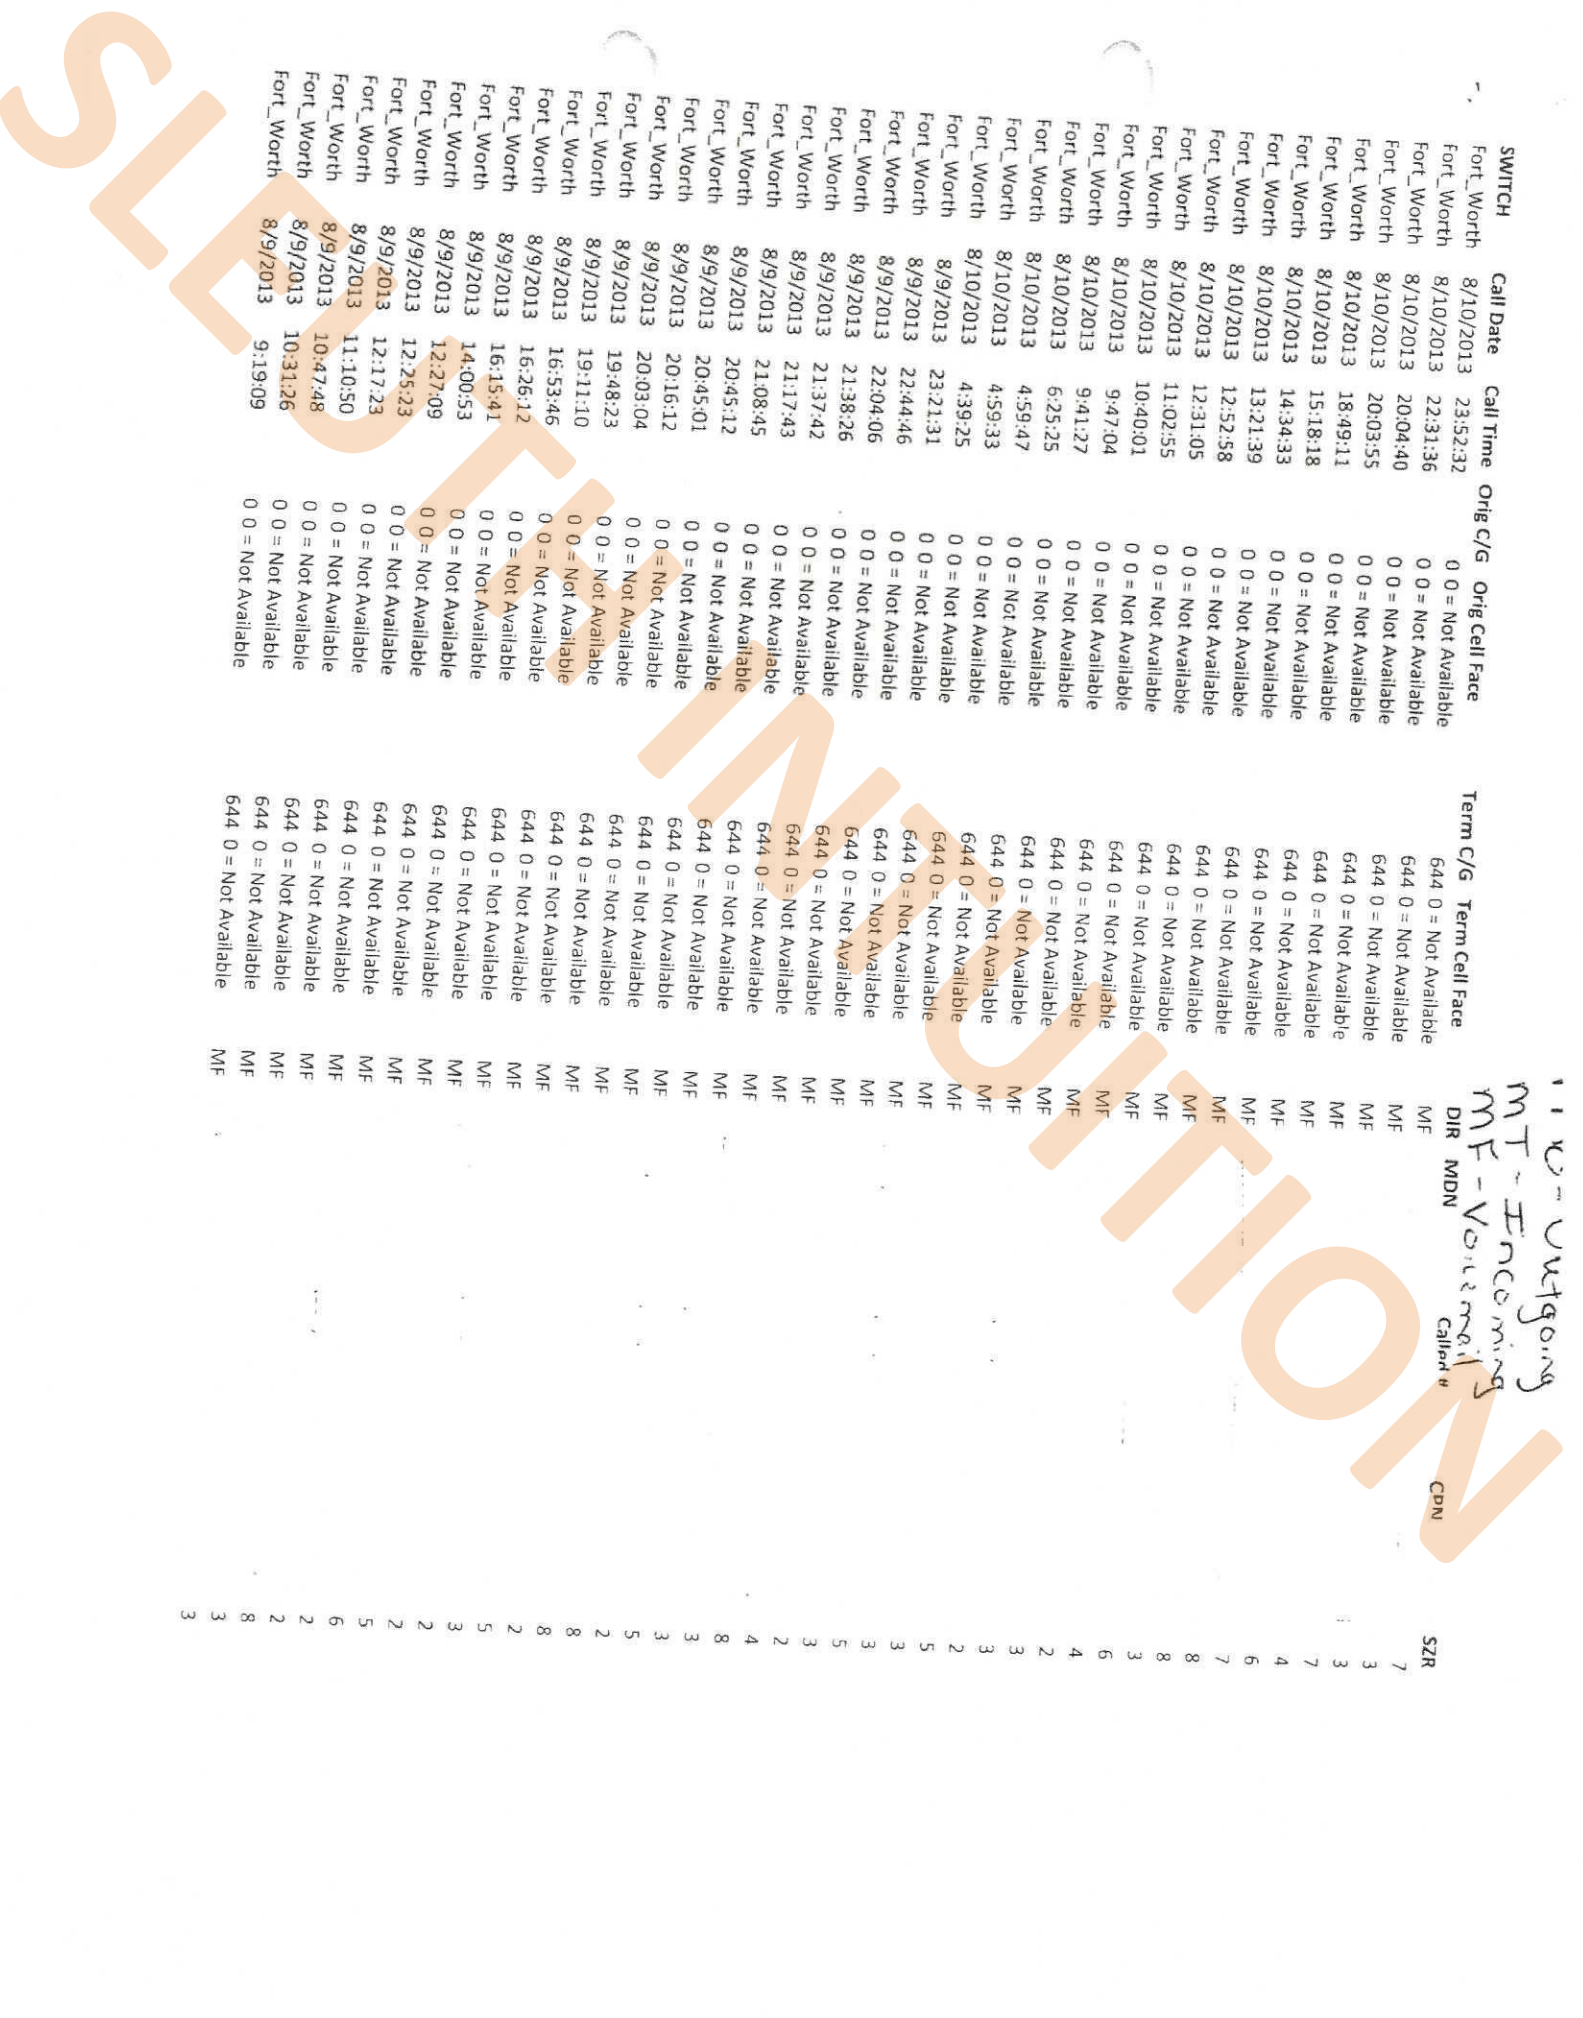 MT - Incoming
MF - Voicemail
SWITCH Call Date Call Time Orig C/G Orig Cell Face Term C/G Term Cell Face DIR MDN Called # CPN SZR
Fort_Worth 8/10/2013 23:52:32 0 0 = Not Available 644 0 = Not Available MF 7
Fort_Worth 8/10/2013 22:31:36 0 0 = Not Available 644 0 = Not Available MF 3
Fort_Worth 8/10/2013 20:04:40 0 0 = Not Available 644 0 = Not Available MF 3
Fort_Worth 8/10/2013 20:03:55 0 0 = Not Available 644 0 = Not Available MF 7
Fort_Worth 8/10/2013 18:49:11 0 0 = Not Available 644 0 = Not Available MF 4
Fort_Worth 8/10/2013 15:18:18 0 0 = Not Available 644 0 = Not Available MF 6
Fort_Worth 8/10/2013 14:34:33 0 0 = Not Available 644 0 = Not Available MF 7
Fort_Worth 8/10/2013 13:21:39 0 0 = Not Available 644 0 = Not Available MF 8
Fort_Worth 8/10/2013 12:52:58 0 0 = Not Available 644 0 = Not Available MF 8
Fort_Worth 8/10/2013 12:31:05 0 0 = Not Available 644 0 = Not Available MF 3
Fort_Worth 8/10/2013 11:02:55 0 0 = Not Available 644 0 = Not Available MF 6
Fort_Worth 8/10/2013 10:40:01 0 0 = Not Available 644 0 = Not Available MF 4
Fort_Worth 8/10/2013 9:47:04 0 0 = Not Available 644 0 = Not Available MF 2
Fort_Worth 8/10/2013 9:41:27 0 0 = Not Available 644 0 = Not Available MF 3
Fort_Worth 8/10/2013 6:25:25 0 0 = Not Available 644 0 = Not Available MF 3
Fort_Worth 8/10/2013 4:59:47 0 0 = Not Available 644 0 = Not Available MF 2
Fort_Worth 8/10/2013 4:59:33 0 0 = Not Available 644 0 = Not Available MF 5
Fort_Worth 8/10/2013 4:39:25 0 0 = Not Available 644 0 = Not Available MF 3
Fort_Worth 8/9/2013 23:21:31 0 0 = Not Available 644 0 = Not Available MF 3
Fort_Worth 8/9/2013 22:44:46 0 0 = Not Available 644 0 = Not Available MF 5
Fort_Worth 8/9/2013 22:04:06 0 0 = Not Available 644 0 = Not Available MF 3
Fort_Worth 8/9/2013 21:38:26 0 0 = Not Available 644 0 = Not Available MF 2
Fort_Worth 8/9/2013 21:37:42 0 0 = Not Available 644 0 = Not Available MF 4
Fort_Worth 8/9/2013 21:17:43 0 0 = Not Available 644 0 = Not Available MF 8
Fort_Worth 8/9/2013 21:08:45 0 0 = Not Available 644 0 = Not Available MF 3
Fort_Worth 8/9/2013 20:45:12 0 0 = Not Available 644 0 = Not Available MF 3
Fort_Worth 8/9/2013 20:45:01 0 0 = Not Available 644 0 = Not Available MF 5
Fort_Worth 8/9/2013 20:16:12 0 0 = Not Available 644 0 = Not Available MF 2
Fort_Worth 8/9/2013 20:03:04 0 0 = Not Available 644 0 = Not Available MF 8
Fort_Worth 8/9/2013 19:48:23 0 0 = Not Available 644 0 = Not Available MF 8
Fort_Worth 8/9/2013 19:11:10 0 0 = Not Available 644 0 = Not Available MF 2
Fort_Worth 8/9/2013 16:53:46 0 0 = Not Available 644 0 = Not Available MF 5
Fort_Worth 8/9/2013 16:26:12 0 0 = Not Available 644 0 = Not Available MF 3
Fort_Worth 8/9/2013 16:15:41 0 0 = Not Available 644 0 = Not Available MF 2
Fort_Worth 8/9/2013 14:00:53 0 0 = Not Available 644 0 = Not Available MF 2
Fort_Worth 8/9/2013 12:27:09 0 0 = Not Available 644 0 = Not Available MF 5
Fort_Worth 8/9/2013 12:25:23 0 0 = Not Available 644 0 = Not Available MF 6
Fort_Worth 8/9/2013 12:17:23 0 0 = Not Available 644 0 = Not Available MF 2
Fort_Worth 8/9/2013 11:10:50 0 0 = Not Available 644 0 = Not Available MF 2
Fort_Worth 8/9/2013 10:47:48 0 0 = Not Available 644 0 = Not Available MF 8
Fort_Worth 8/9/2013 10:31:26 0 0 = Not Available 644 0 = Not Available MF 3
Fort_Worth 8/9/2013 9:19:09 0 0 = Not Available 644 0 = Not Available MF 3
SLEUTH INTUITION